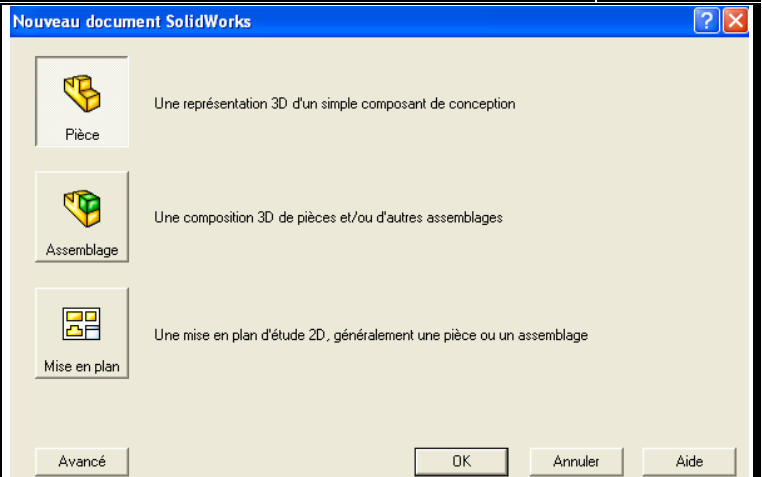 Nouveau docum nt SolidWorks
Une représentation 3D d'un simple composant de conception
Pièce
Une composition 3D de pièces et/ou d'autres assemblages
Assemblage
Une mise en plan d'étude 2D, généralement une pièce ou un assemblage
Mise en plan
Avancé OK Annuler Aide